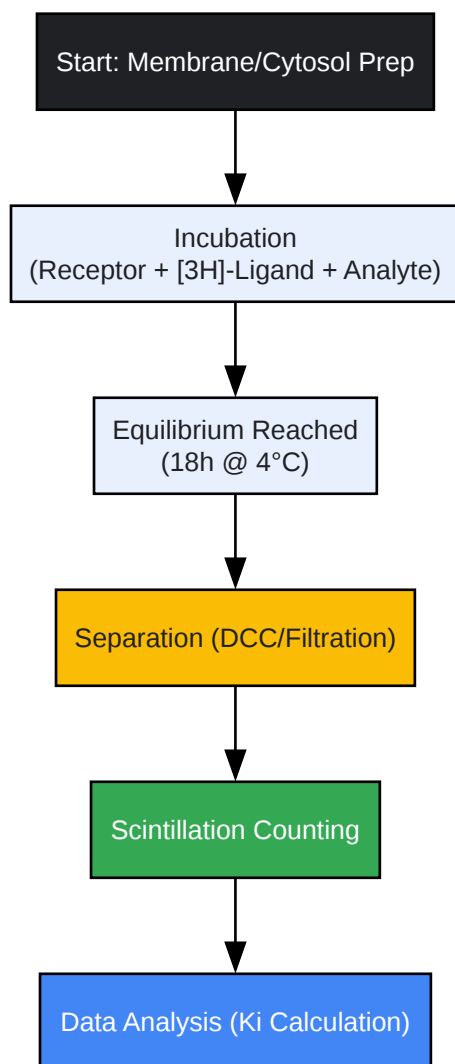 Start: Membrane/Cytosol Prep
Incubation
(Receptor + [3H]-Ligand + Analyte)
Equilibrium Reached
(18h @ 4°C)
Separation (DCC/Filtration)
Scintillation Counting
Data Analysis (Ki Calculation)